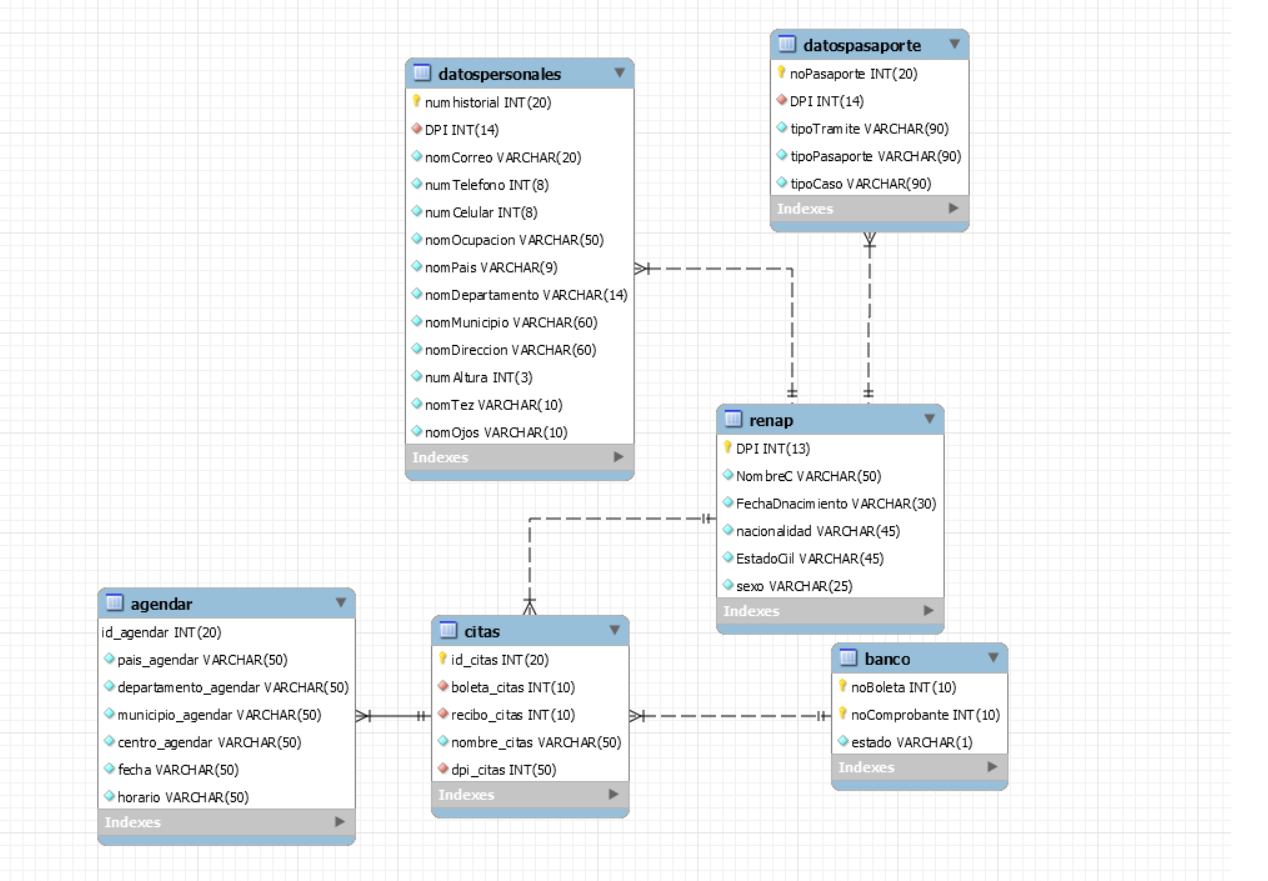 datospersonales
numhistorial INT(20)
DPI INT(14)
nomCorreo VARCHAR(20)
numTelefono INT(8)
numCelular INT(8)
nomOcupacion VARCHAR(50)
nomPais VARCHAR(9)
nomDepartamento VARCHAR(14)
nomMunicipio VARCHAR(60)
nomDireccion VARCHAR(60)
numAltura INT(3)
nomTez VARCHAR(10)
nomOjos VARCHAR(10)
Indexes
datospasaporte
noPasaporte INT(20)
DPI INT(14)
tipoTramite VARCHAR(90)
tipoPasaporte VARCHAR(90)
tipoCaso VARCHAR(90)
Indexes
renap
DPI INT(13)
NombreC VARCHAR(50)
FechaDnacimiento VARCHAR(30)
nacionalidad VARCHAR(45)
EstadoCiil VARCHAR(45)
sexo VARCHAR(25)
Indexes
agendar
id_agendar INT(20)
pais_agendar VARCHAR(50)
departamento_agendar VARCHAR(50)
municipio_agendar VARCHAR(50)
centro_agendar VARCHAR(50)
fecha VARCHAR(50)
horario VARCHAR(50)
Indexes
citas
id_citas INT(20)
boleta_citas INT(10)
recibo_citas INT(10)
nombre_citas VARCHAR(50)
dpi_citas INT(50)
Indexes
banco
noBoleta INT(10)
noComprobante INT(10)
estado VARCHAR(1)
Indexes